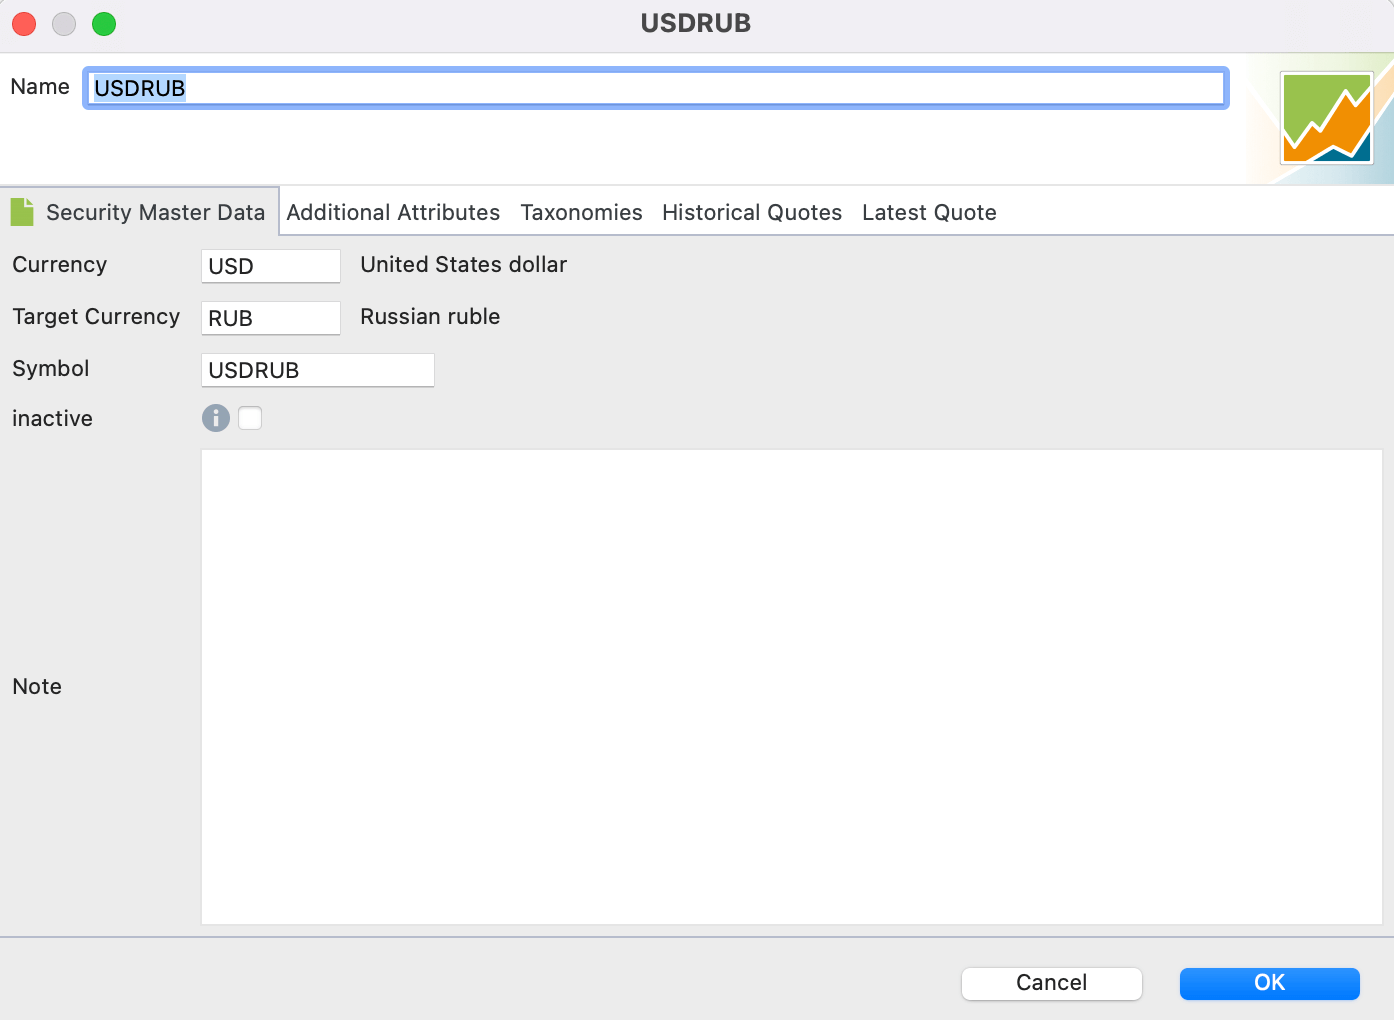 USDRUB
Name USDRUB
Security Master Data Additional Attributes Taxonomies Historical Quotes Latest Quote
Currency USD United States dollar
Target Currency RUB Russian ruble
Symbol USDRUB
inactive
Note
Cancel OK